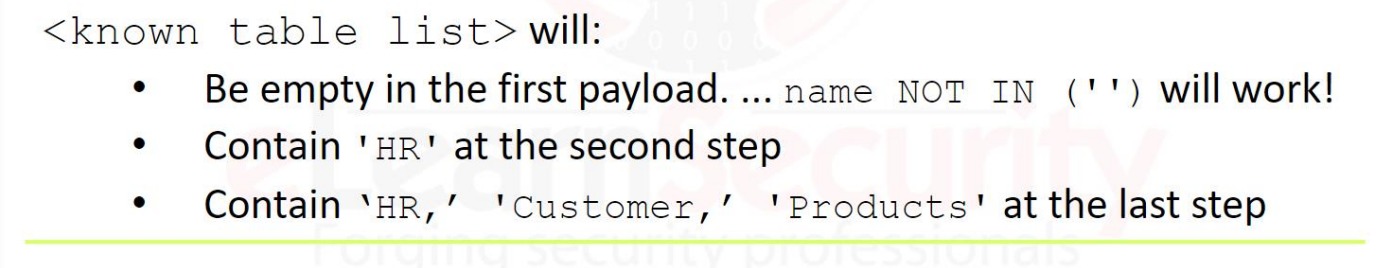 <known table list> will:
• Be empty in the first payload. ... name NOT IN ('') will work!
• Contain 'HR' at the second step
• Contain ‘HR,’ 'Customer,’ 'Products' at the last step
eLearnSecurity
Forging security professionals